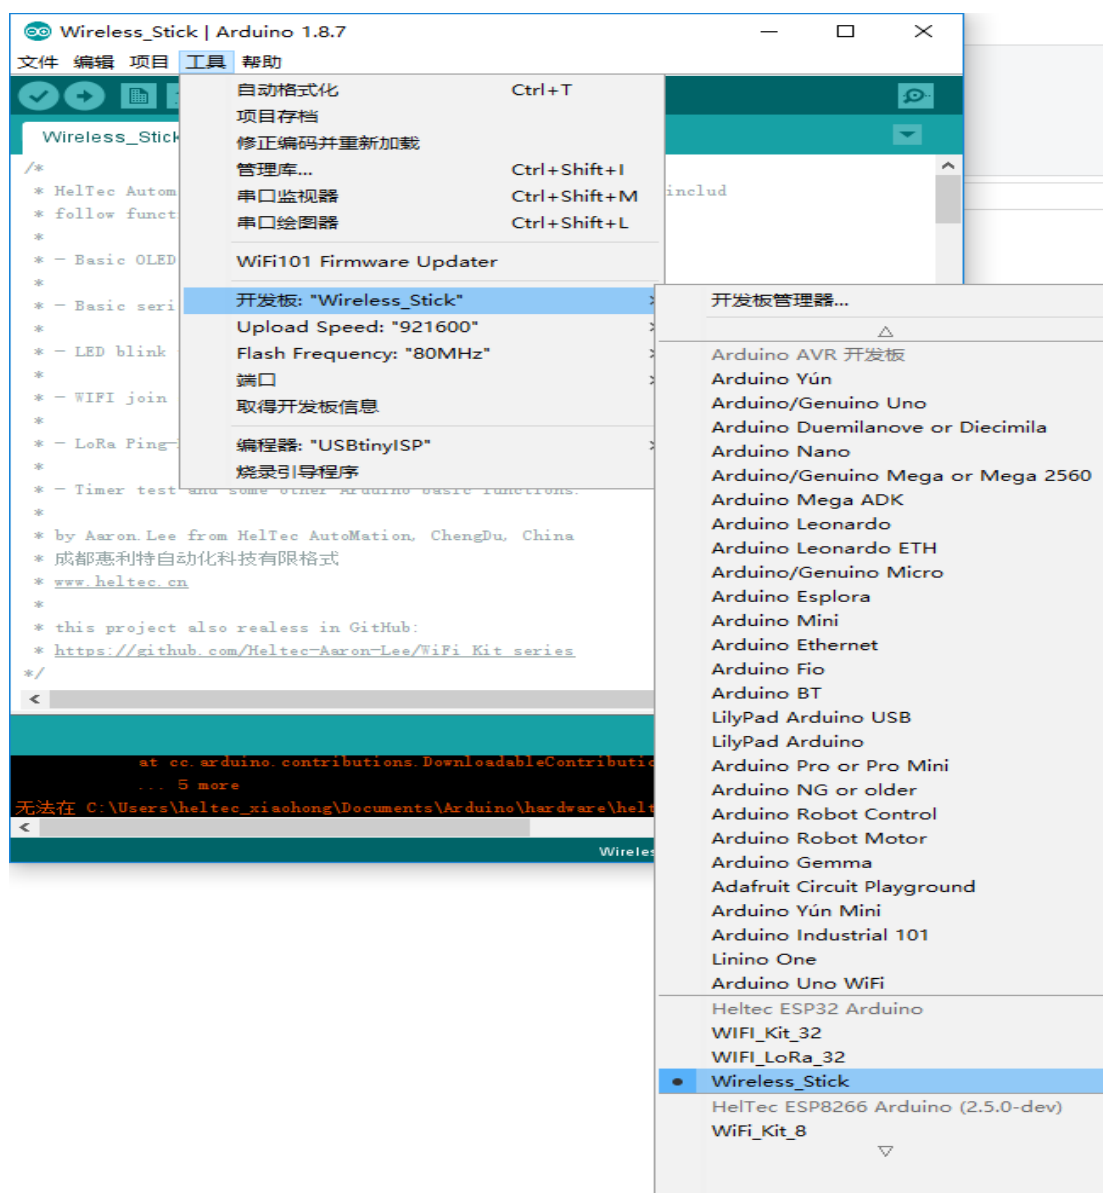 Wireless_Stick | Arduino 1.8.7
文件 编辑 项目 工具 帮助
自动格式化 Ctrl+T
项目存档
修正编码并重新加载
管理库... Ctrl+Shift+I
串口监视器 Ctrl+Shift+M
串口绘图器 Ctrl+Shift+L
WiFi101 Firmware Updater
开发板: "Wireless_Stick"
Upload Speed: "921600"
Flash Frequency: "80MHz"
端口
取得开发板信息
编程器: "USBtinyISP"
烧录引导程序
Wireless_Stick
/*
* HelTec Autom includ
* follow funct
*
* - Basic OLED
*
* - Basic seri
*
* - LED blink
*
* - WIFI join
*
* - LoRa Ping-
*
* - Timer test and some other Arduino basic functions.
*
* by Aaron.Lee from HelTec AutoMation, ChengDu, China
* 成都惠利特自动化科技有限格式
* www.heltec.cn
*
* this project also realess in GitHub:
* https://github.com/Heltec-Aaron-Lee/WiFi_Kit_series
*/
at cc.arduino.contributions.DownloadableContributio
... 5 more
无法在 C:\Users\heltec_xiaohong\Documents\Arduino\hardware\helt
Wireles
开发板管理器...
Arduino AVR 开发板
Arduino Yún
Arduino/Genuino Uno
Arduino Duemilanove or Diecimila
Arduino Nano
Arduino/Genuino Mega or Mega 2560
Arduino Mega ADK
Arduino Leonardo
Arduino Leonardo ETH
Arduino/Genuino Micro
Arduino Esplora
Arduino Mini
Arduino Ethernet
Arduino Fio
Arduino BT
LilyPad Arduino USB
LilyPad Arduino
Arduino Pro or Pro Mini
Arduino NG or older
Arduino Robot Control
Arduino Robot Motor
Arduino Gemma
Adafruit Circuit Playground
Arduino Yún Mini
Arduino Industrial 101
Linino One
Arduino Uno WiFi
Heltec ESP32 Arduino
WIFI_Kit_32
WIFI_LoRa_32
Wireless_Stick
HelTec ESP8266 Arduino (2.5.0-dev)
WiFi_Kit_8